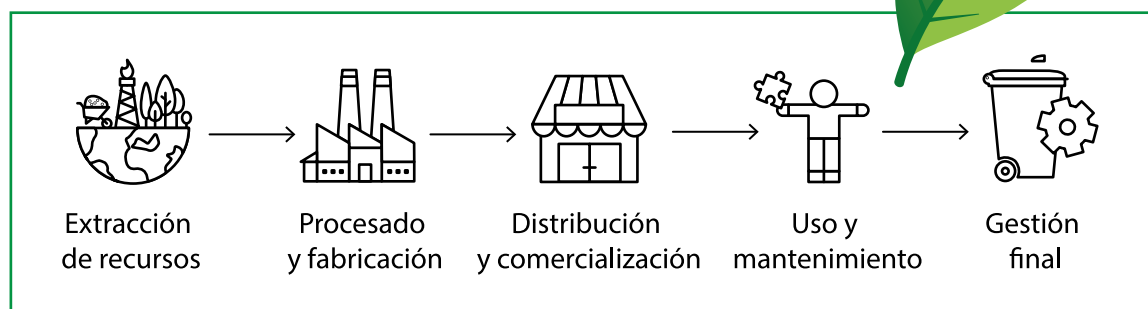 Extracción
de recursos
Procesado
y fabricación
Distribución
y comercialización
Uso y
mantenimiento
Gestión
final